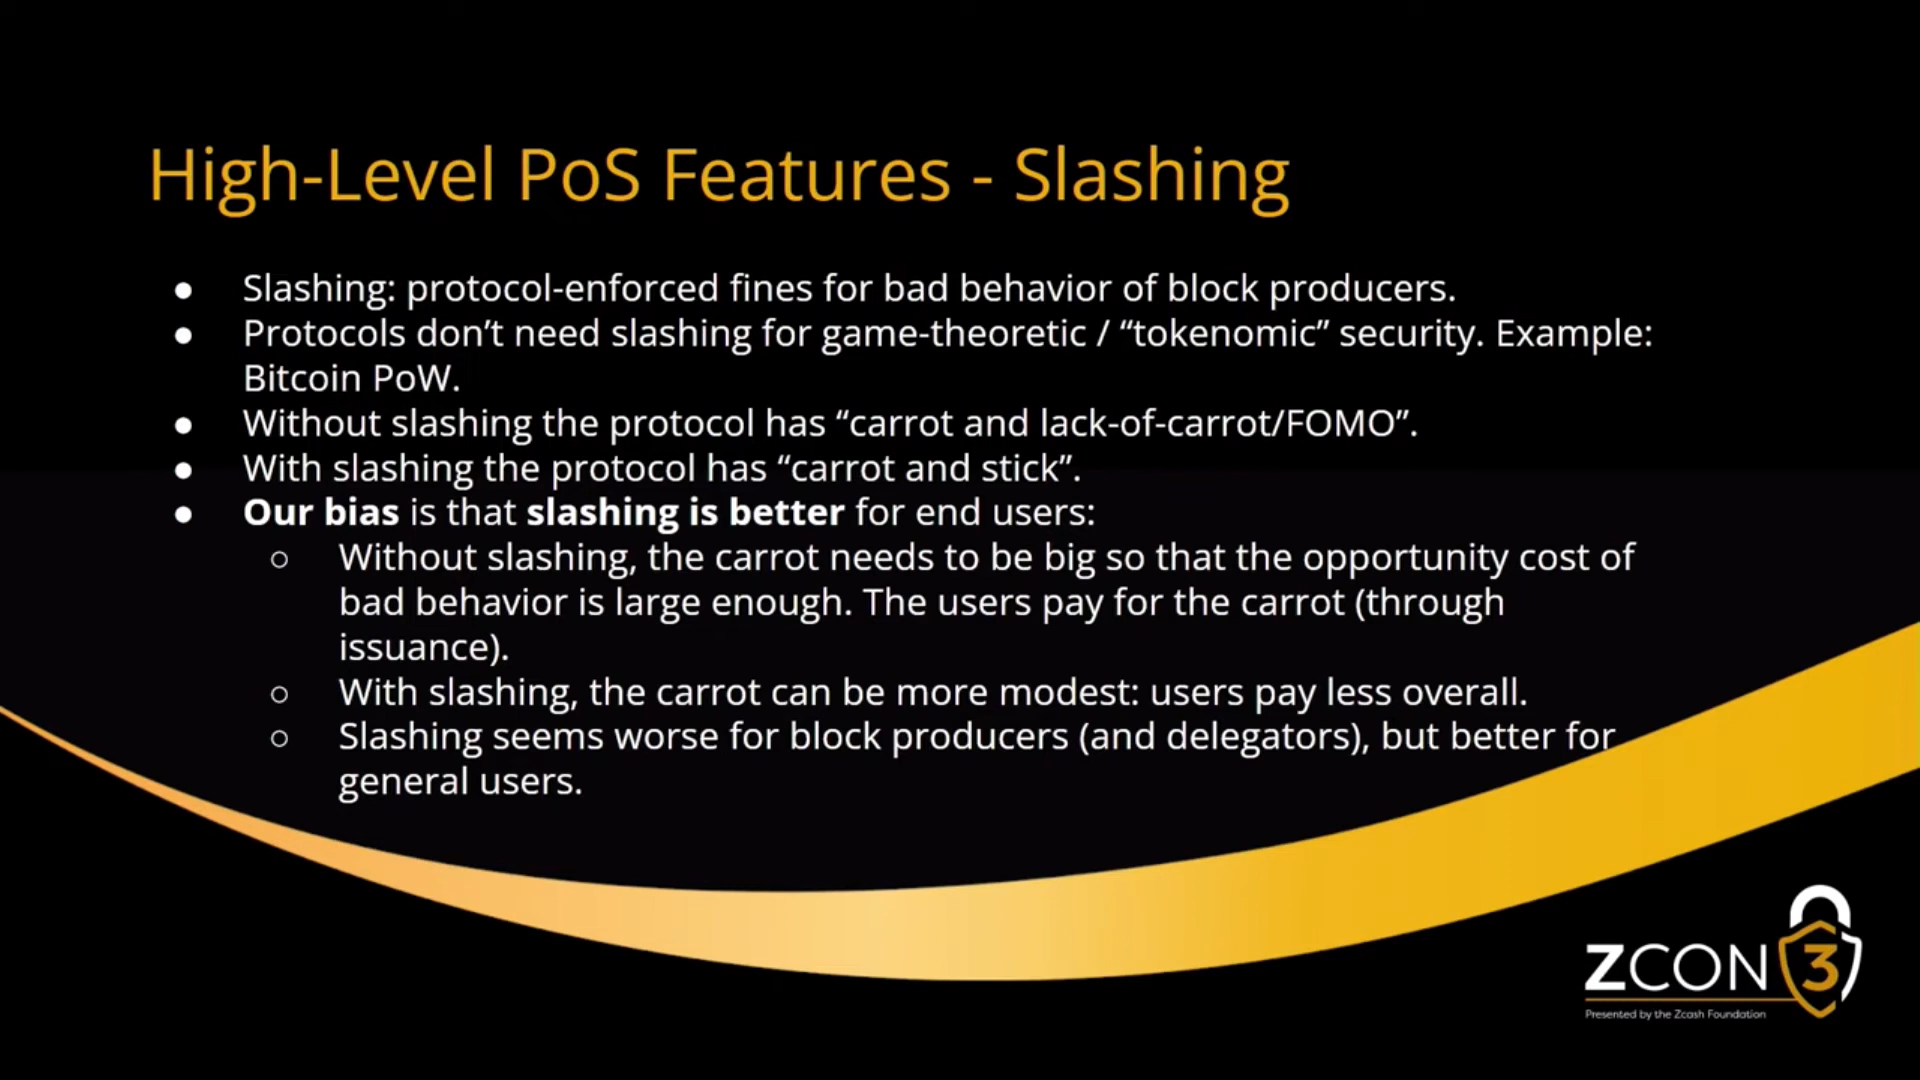 High-Level PoS Features - Slashing
● Slashing: protocol-enforced fines for bad behavior of block producers.
● Protocols don’t need slashing for game-theoretic / “tokenomic” security. Example:
Bitcoin PoW.
● Without slashing the protocol has “carrot and lack-of-carrot/FOMO”.
● With slashing the protocol has “carrot and stick”.
● Our bias is that slashing is better for end users:
○ Without slashing, the carrot needs to be big so that the opportunity cost of
bad behavior is large enough. The users pay for the carrot (through
issuance).
○ With slashing, the carrot can be more modest: users pay less overall.
○ Slashing seems worse for block producers (and delegators), but better for
general users.
ZCON 3
Presented by the Zcash Foundation